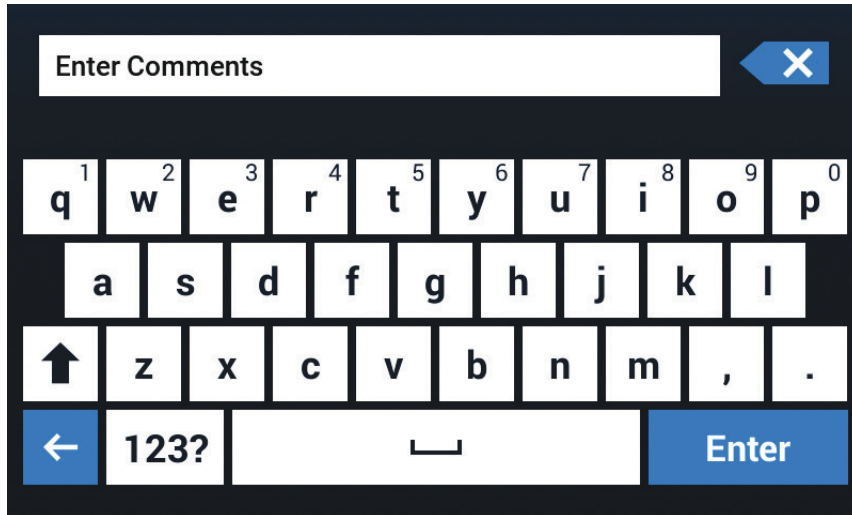 Enter Comments
q 1 w 2 e 3 r 4 t 5 y 6 u 7 i 8 o 9 p 0
a s d f g h j k l
z x c v b n m , .
123? Enter